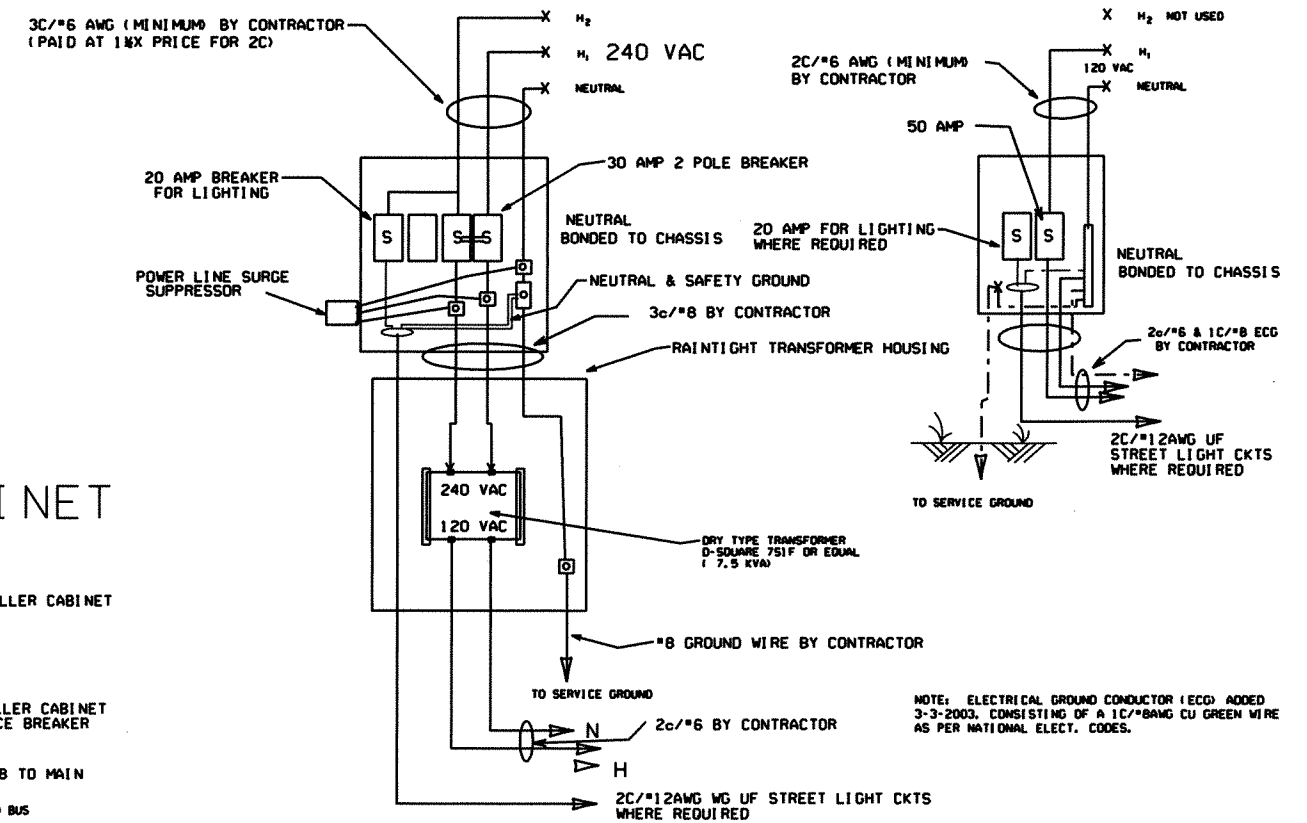 3C/#6 AWG (MINIMUM) BY CONTRACTOR
(PAID AT 1½X PRICE FOR 2C)
H2
H1 240 VAC
NEUTRAL
20 AMP BREAKER
FOR LIGHTING
30 AMP 2 POLE BREAKER
S
S
S
NEUTRAL
BONDED TO CHASSIS
POWER LINE SURGE
SUPPRESSOR
NEUTRAL & SAFETY GROUND
3c/#8 BY CONTRACTOR
RAINTIGHT TRANSFORMER HOUSING
240 VAC
120 VAC
DRY TYPE TRANSFORMER
D-SQUARE 7S1F OR EQUAL
( 7.5 KVA)
#8 GROUND WIRE BY CONTRACTOR
TO SERVICE GROUND
N
2c/#6 BY CONTRACTOR
H
2C/#12AWG WG UF STREET LIGHT CKTS
WHERE REQUIRED
H2 NOT USED
H1
120 VAC
NEUTRAL
2C/#6 AWG (MINIMUM)
BY CONTRACTOR
50 AMP
20 AMP FOR LIGHTING
WHERE REQUIRED
S
S
NEUTRAL
BONDED TO CHASSIS
2c/#6 & 1C/#8 ECG
BY CONTRACTOR
2C/#12AWG UF
STREET LIGHT CKTS
WHERE REQUIRED
TO SERVICE GROUND
NOTE: ELECTRICAL GROUND CONDUCTOR (ECG) ADDED
3-3-2003, CONSISTING OF A 1C/#8AWG CU GREEN WIRE
AS PER NATIONAL ELECT. CODES.
INET
LLER CABINET
LLER CABINET
CE BREAKER
B TO MAIN
BUS